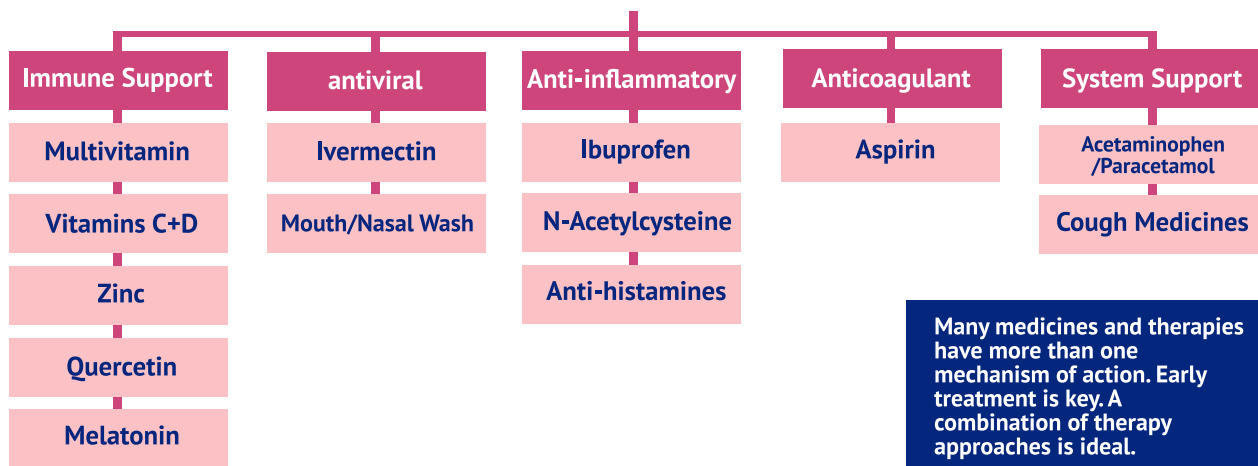 Immune Support
Multivitamin
Vitamins C+D
Zinc
Quercetin
Melatonin
antiviral
Ivermectin
Mouth/Nasal Wash
Anti-inflammatory
Ibuprofen
N-Acetylcysteine
Anti-histamines
Anticoagulant
Aspirin
System Support
Acetaminophen
/Paracetamol
Cough Medicines
Many medicines and therapies
have more than one
mechanism of action. Early
treatment is key. A
combination of therapy
approaches is ideal.